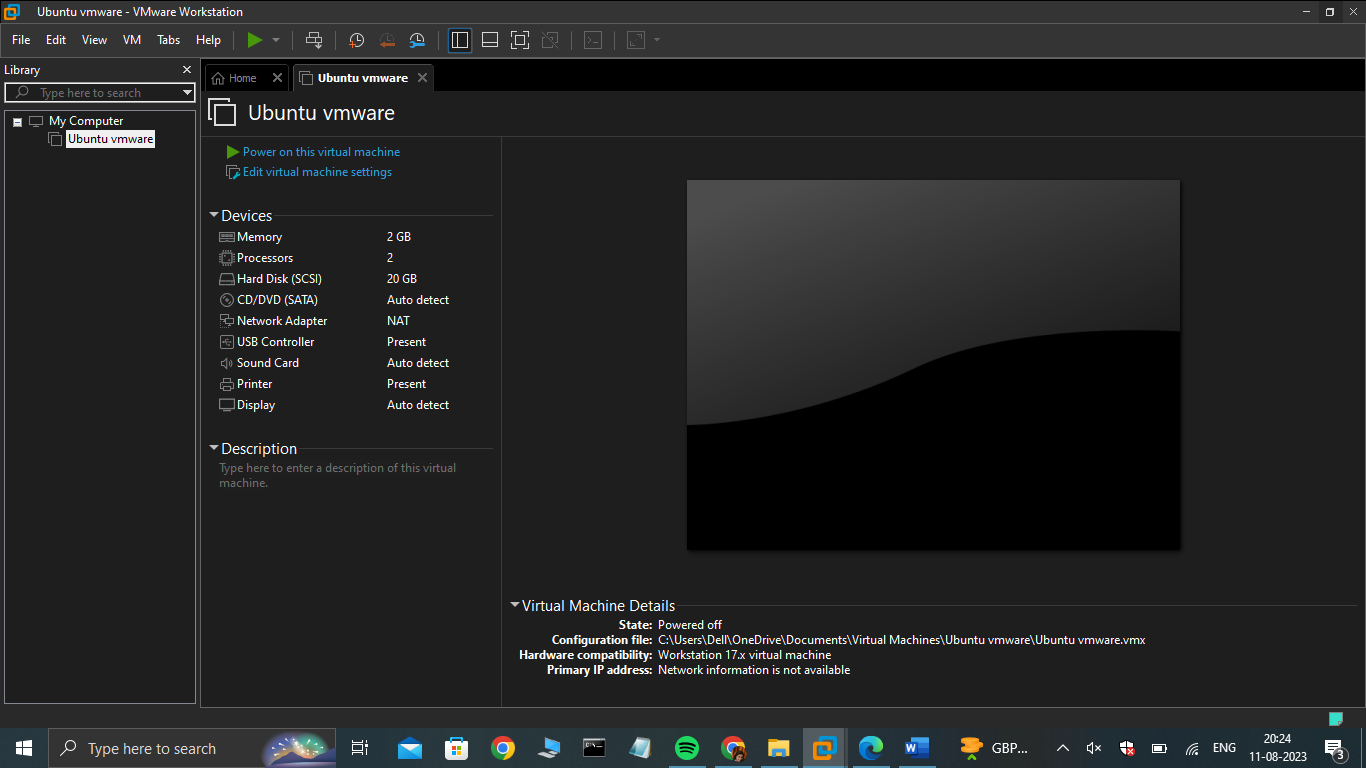 Ubuntu vmware - VMware Workstation
File Edit View VM Tabs Help
Library
Type here to search
My Computer
Ubuntu vmware
Home
Ubuntu vmware
Ubuntu vmware
Power on this virtual machine
Edit virtual machine settings
Devices
Memory 2 GB
Processors 2
Hard Disk (SCSI) 20 GB
CD/DVD (SATA) Auto detect
Network Adapter NAT
USB Controller Present
Sound Card Auto detect
Printer Present
Display Auto detect
Description
Type here to enter a description of this virtual
machine.
Virtual Machine Details
State: Powered off
Configuration file: C:\Users\Dell\OneDrive\Documents\Virtual Machines\Ubuntu vmware\Ubuntu vmware.vmx
Hardware compatibility: Workstation 17.x virtual machine
Primary IP address: Network information is not available
Type here to search
GBP...
ENG
20:24
11-08-2023
3